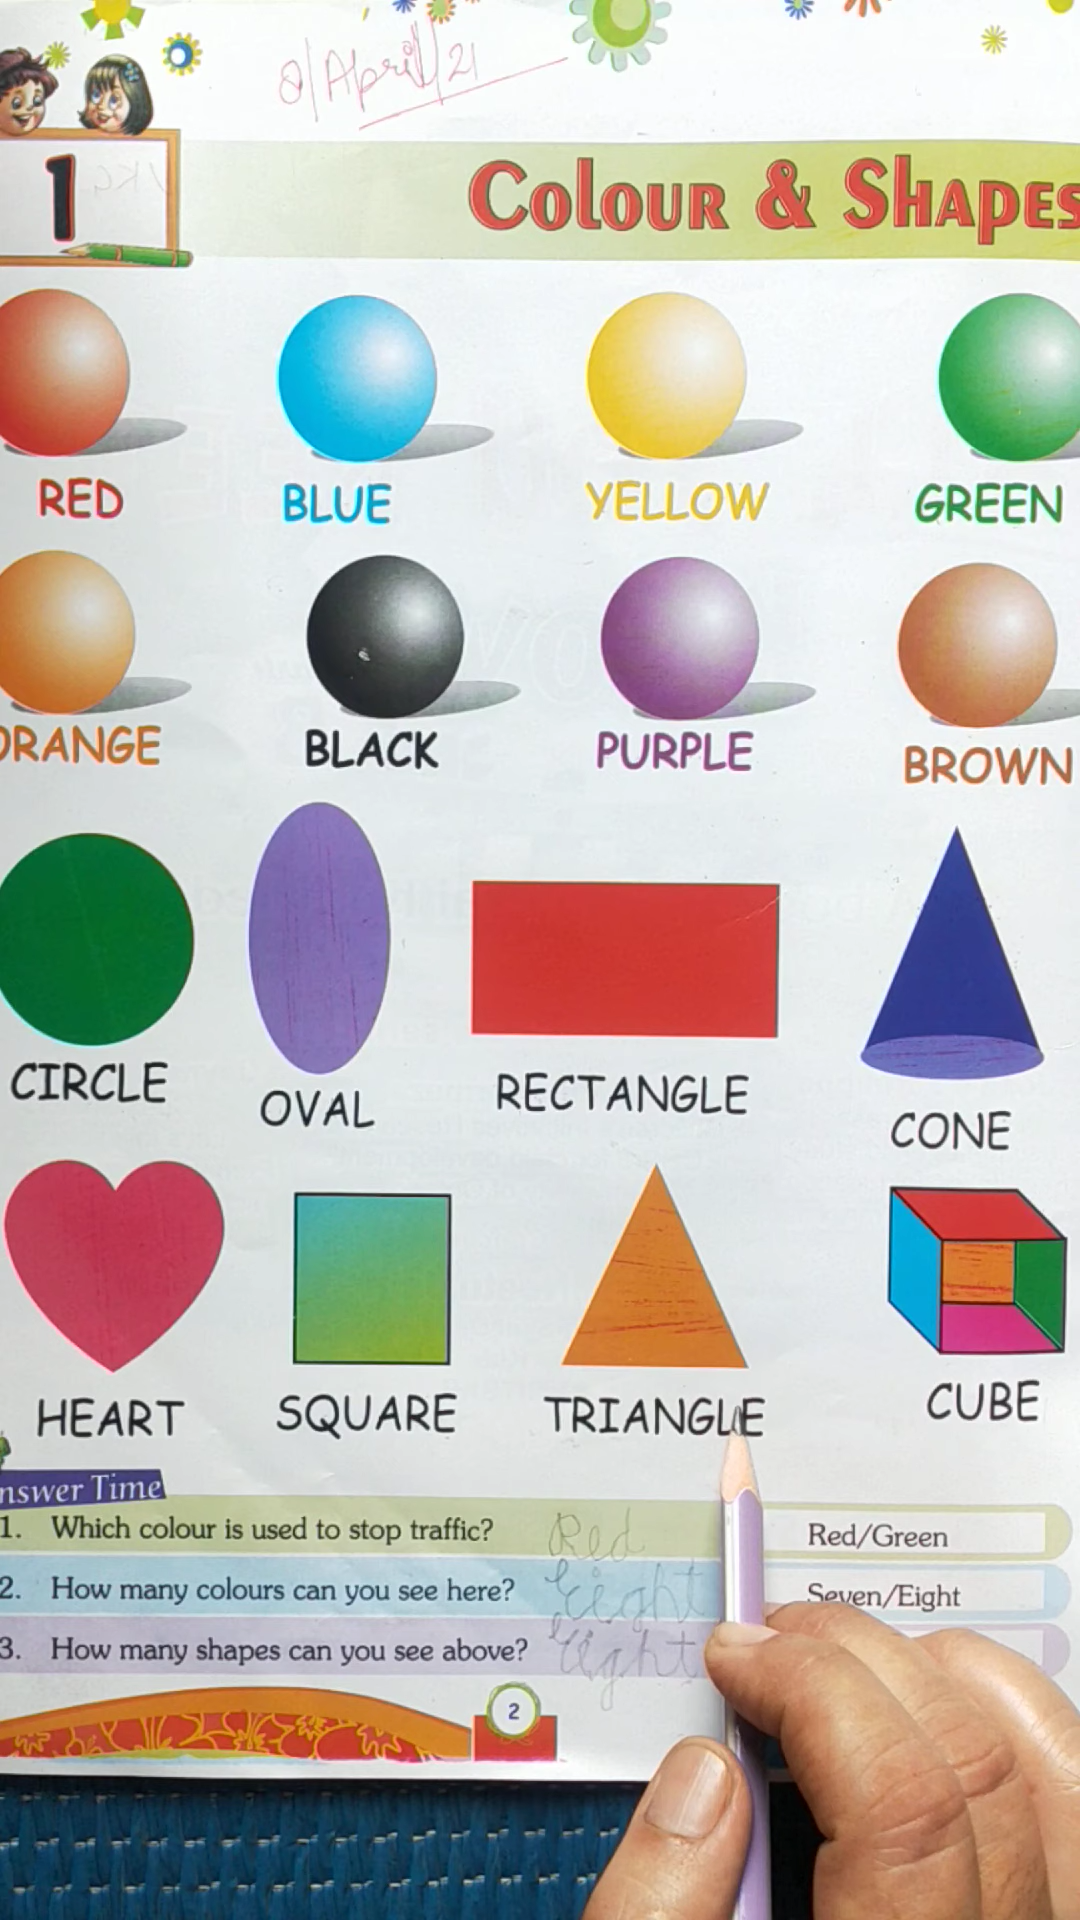 8/April/21
1
COLOUR & SHAPES
RED BLUE YELLOW GREEN
ORANGE BLACK PURPLE BROWN
CIRCLE OVAL RECTANGLE CONE
HEART SQUARE TRIANGLE CUBE
nswer Time
1. Which colour is used to stop traffic? Red Red/Green
2. How many colours can you see here? Eight Seven/Eight
3. How many shapes can you see above? Eight
2